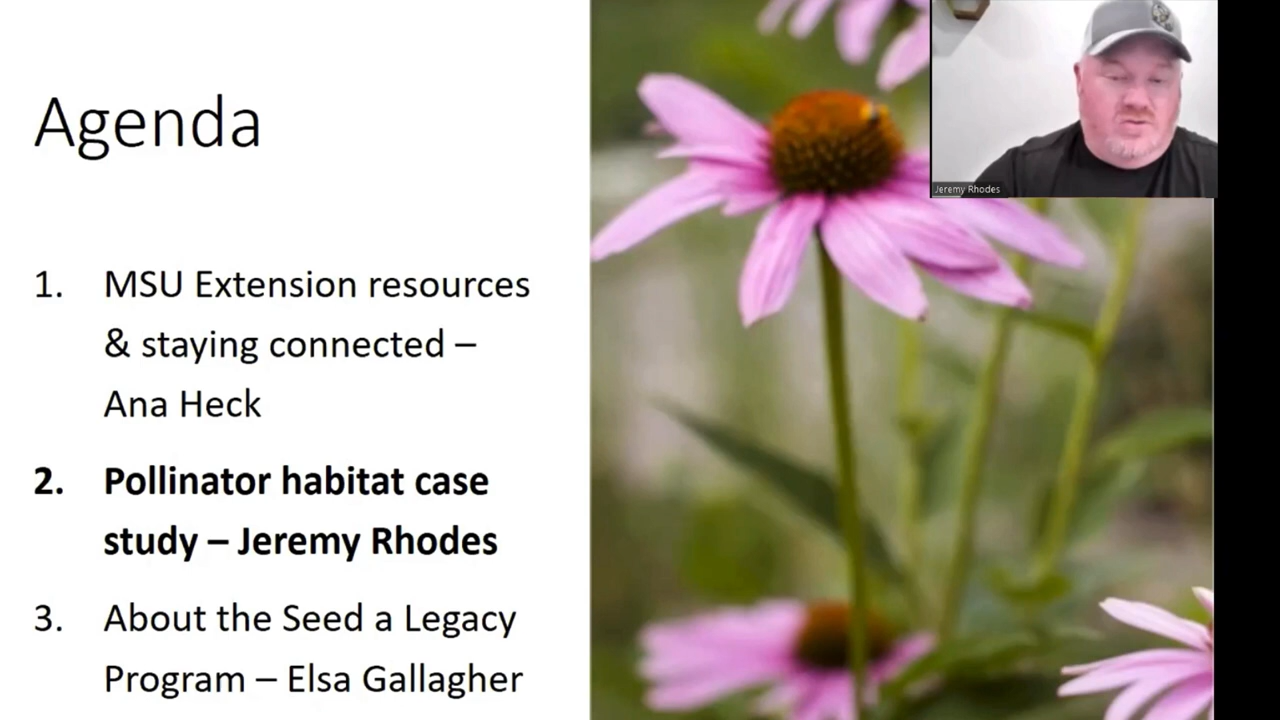 Agenda
1. MSU Extension resources
& staying connected –
Ana Heck
2. Pollinator habitat case
study – Jeremy Rhodes
3. About the Seed a Legacy
Program – Elsa Gallagher
Jeremy Rhodes